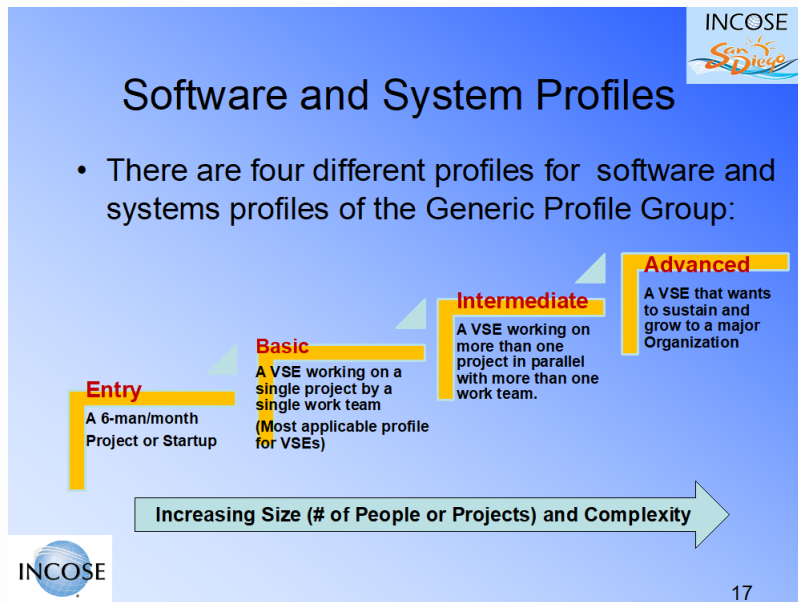 INCOSE
San Diego
Software and System Profiles
• There are four different profiles for software and
systems profiles of the Generic Profile Group:
Entry
A 6-man/month
Project or Startup
Basic
A VSE working on a
single project by a
single work team
(Most applicable profile
for VSEs)
Intermediate
A VSE working on
more than one
project in parallel
with more than one
work team.
Advanced
A VSE that wants
to sustain and
grow to a major
Organization
Increasing Size (# of People or Projects) and Complexity
INCOSE
17